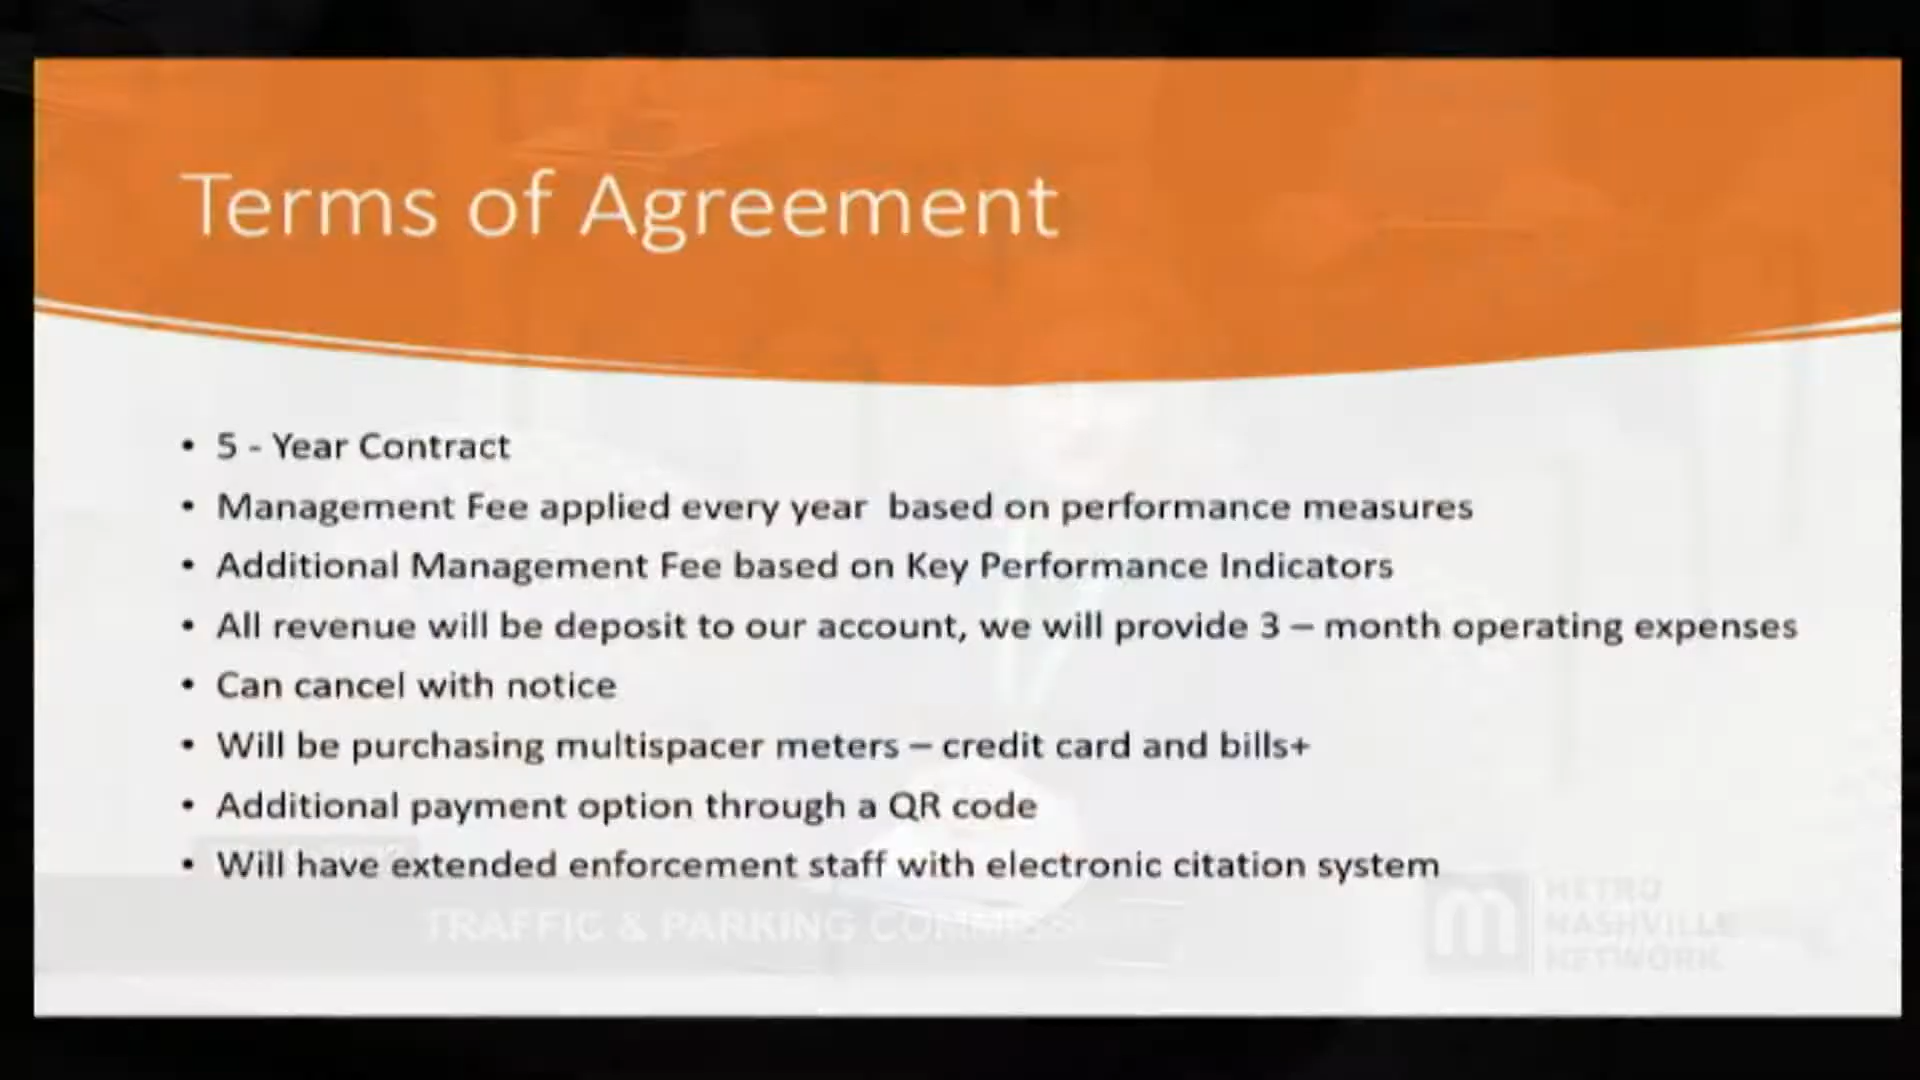 Terms of Agreement
• 5 - Year Contract
• Management Fee applied every year based on performance measures
• Additional Management Fee based on Key Performance Indicators
• All revenue will be deposit to our account, we will provide 3 – month operating expenses
• Can cancel with notice
• Will be purchasing multispacer meters – credit card and bills+
• Additional payment option through a QR code
• Will have extended enforcement staff with electronic citation system
TRAFFIC & PARKING
METRO
NASHVILLE
NETWORK